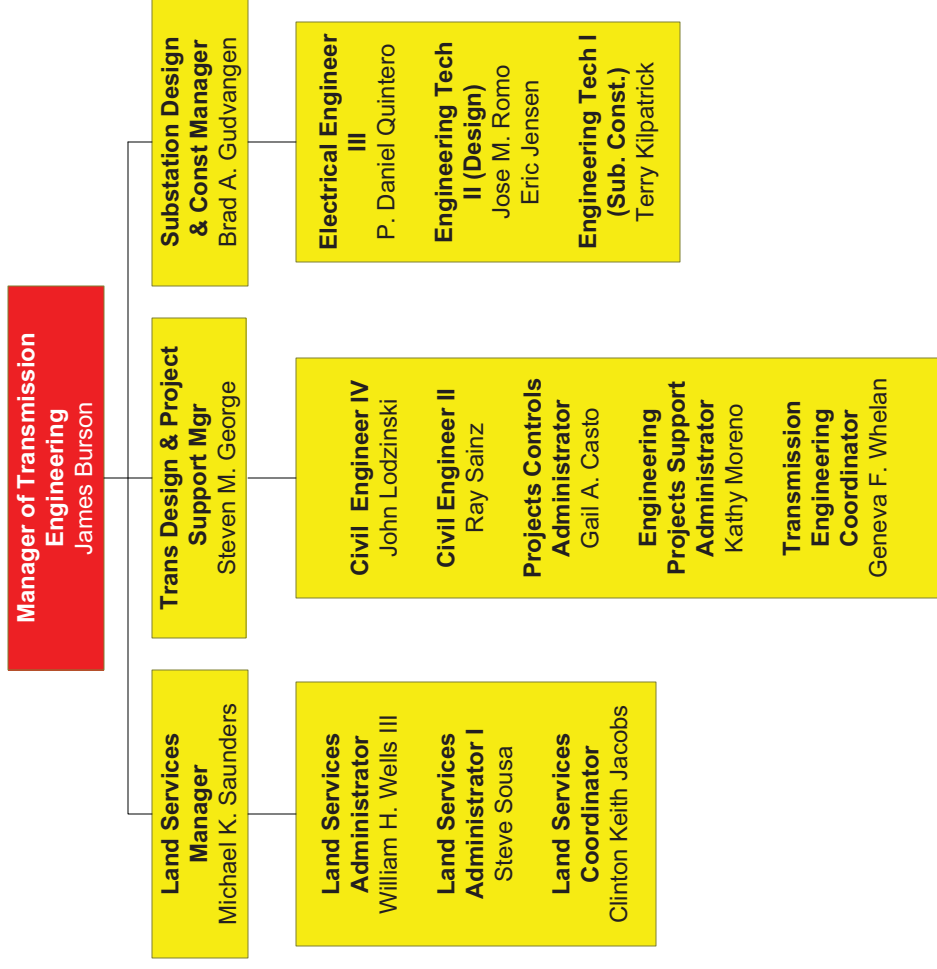 Manager of Transmission
Engineering
James Burson
Land Services
Manager
Michael K. Saunders
Land Services
Administrator
William H. Wells III
Land Services
Administrator I
Steve Sousa
Land Services
Coordinator
Clinton Keith Jacobs
Trans Design & Project
Support Mgr
Steven M. George
Civil Engineer IV
John Lodzinski
Civil Engineer II
Ray Sainz
Projects Controls
Administrator
Gail A. Casto
Engineering
Projects Support
Administrator
Kathy Moreno
Transmission
Engineering
Coordinator
Geneva F. Whelan
Substation Design
& Const Manager
Brad A. Gudvangen
Electrical Engineer
III
P. Daniel Quintero
Engineering Tech
II (Design)
Jose M. Romo
Eric Jensen
Engineering Tech I
(Sub. Const.)
Terry Kilpatrick